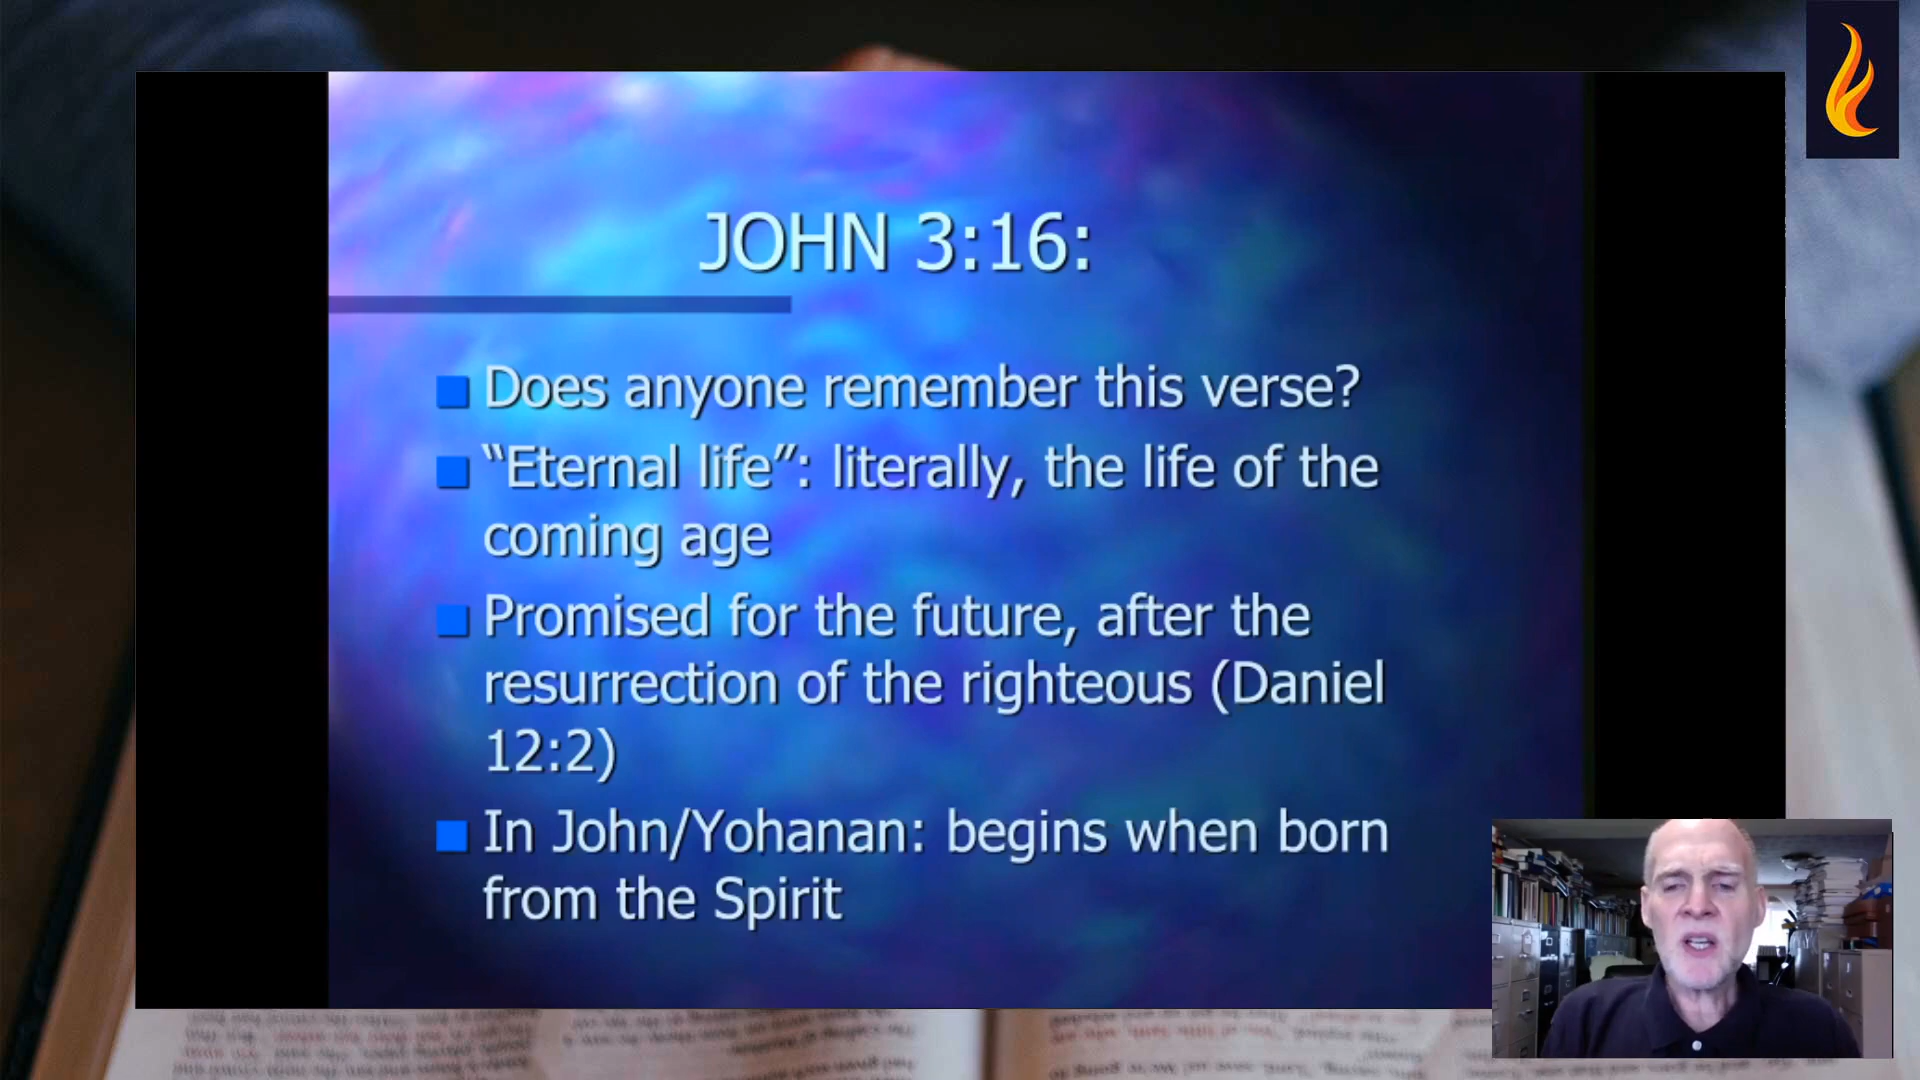 JOHN 3:16:
Does anyone remember this verse?
“Eternal life”: literally, the life of the
coming age
Promised for the future, after the
resurrection of the righteous (Daniel
12:2)
In John/Yohanan: begins when born
from the Spirit